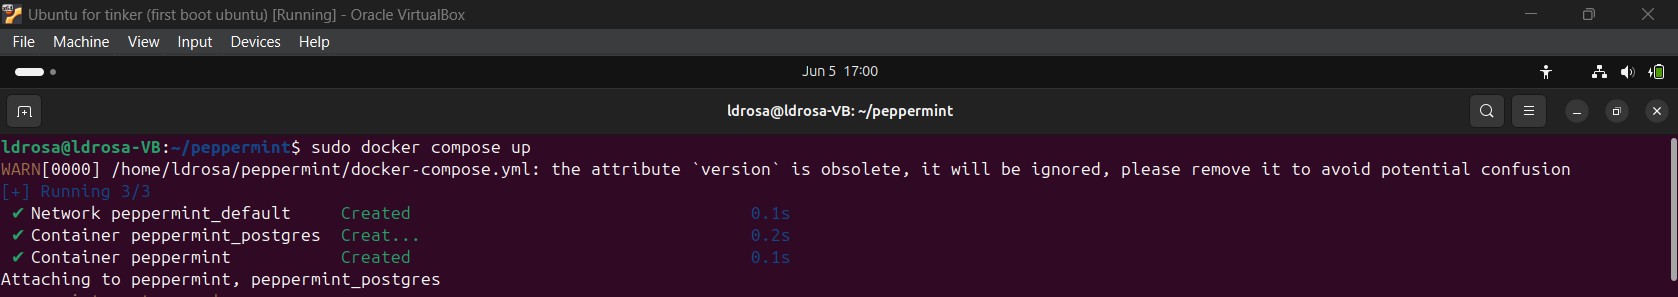 Ubuntu for tinker (first boot ubuntu) [Running] - Oracle VirtualBox
File Machine View Input Devices Help
Jun 5 17:00
ldrosa@ldrosa-VB: ~/peppermint
ldrosa@ldrosa-VB:~/peppermint$ sudo docker compose up
WARN[0000] /home/ldrosa/peppermint/docker-compose.yml: the attribute `version` is obsolete, it will be ignored, please remove it to avoid potential confusion
[+] Running 3/3
✔ Network peppermint_default Created 0.1s
✔ Container peppermint_postgres Creat... 0.2s
✔ Container peppermint Created 0.1s
Attaching to peppermint, peppermint_postgres